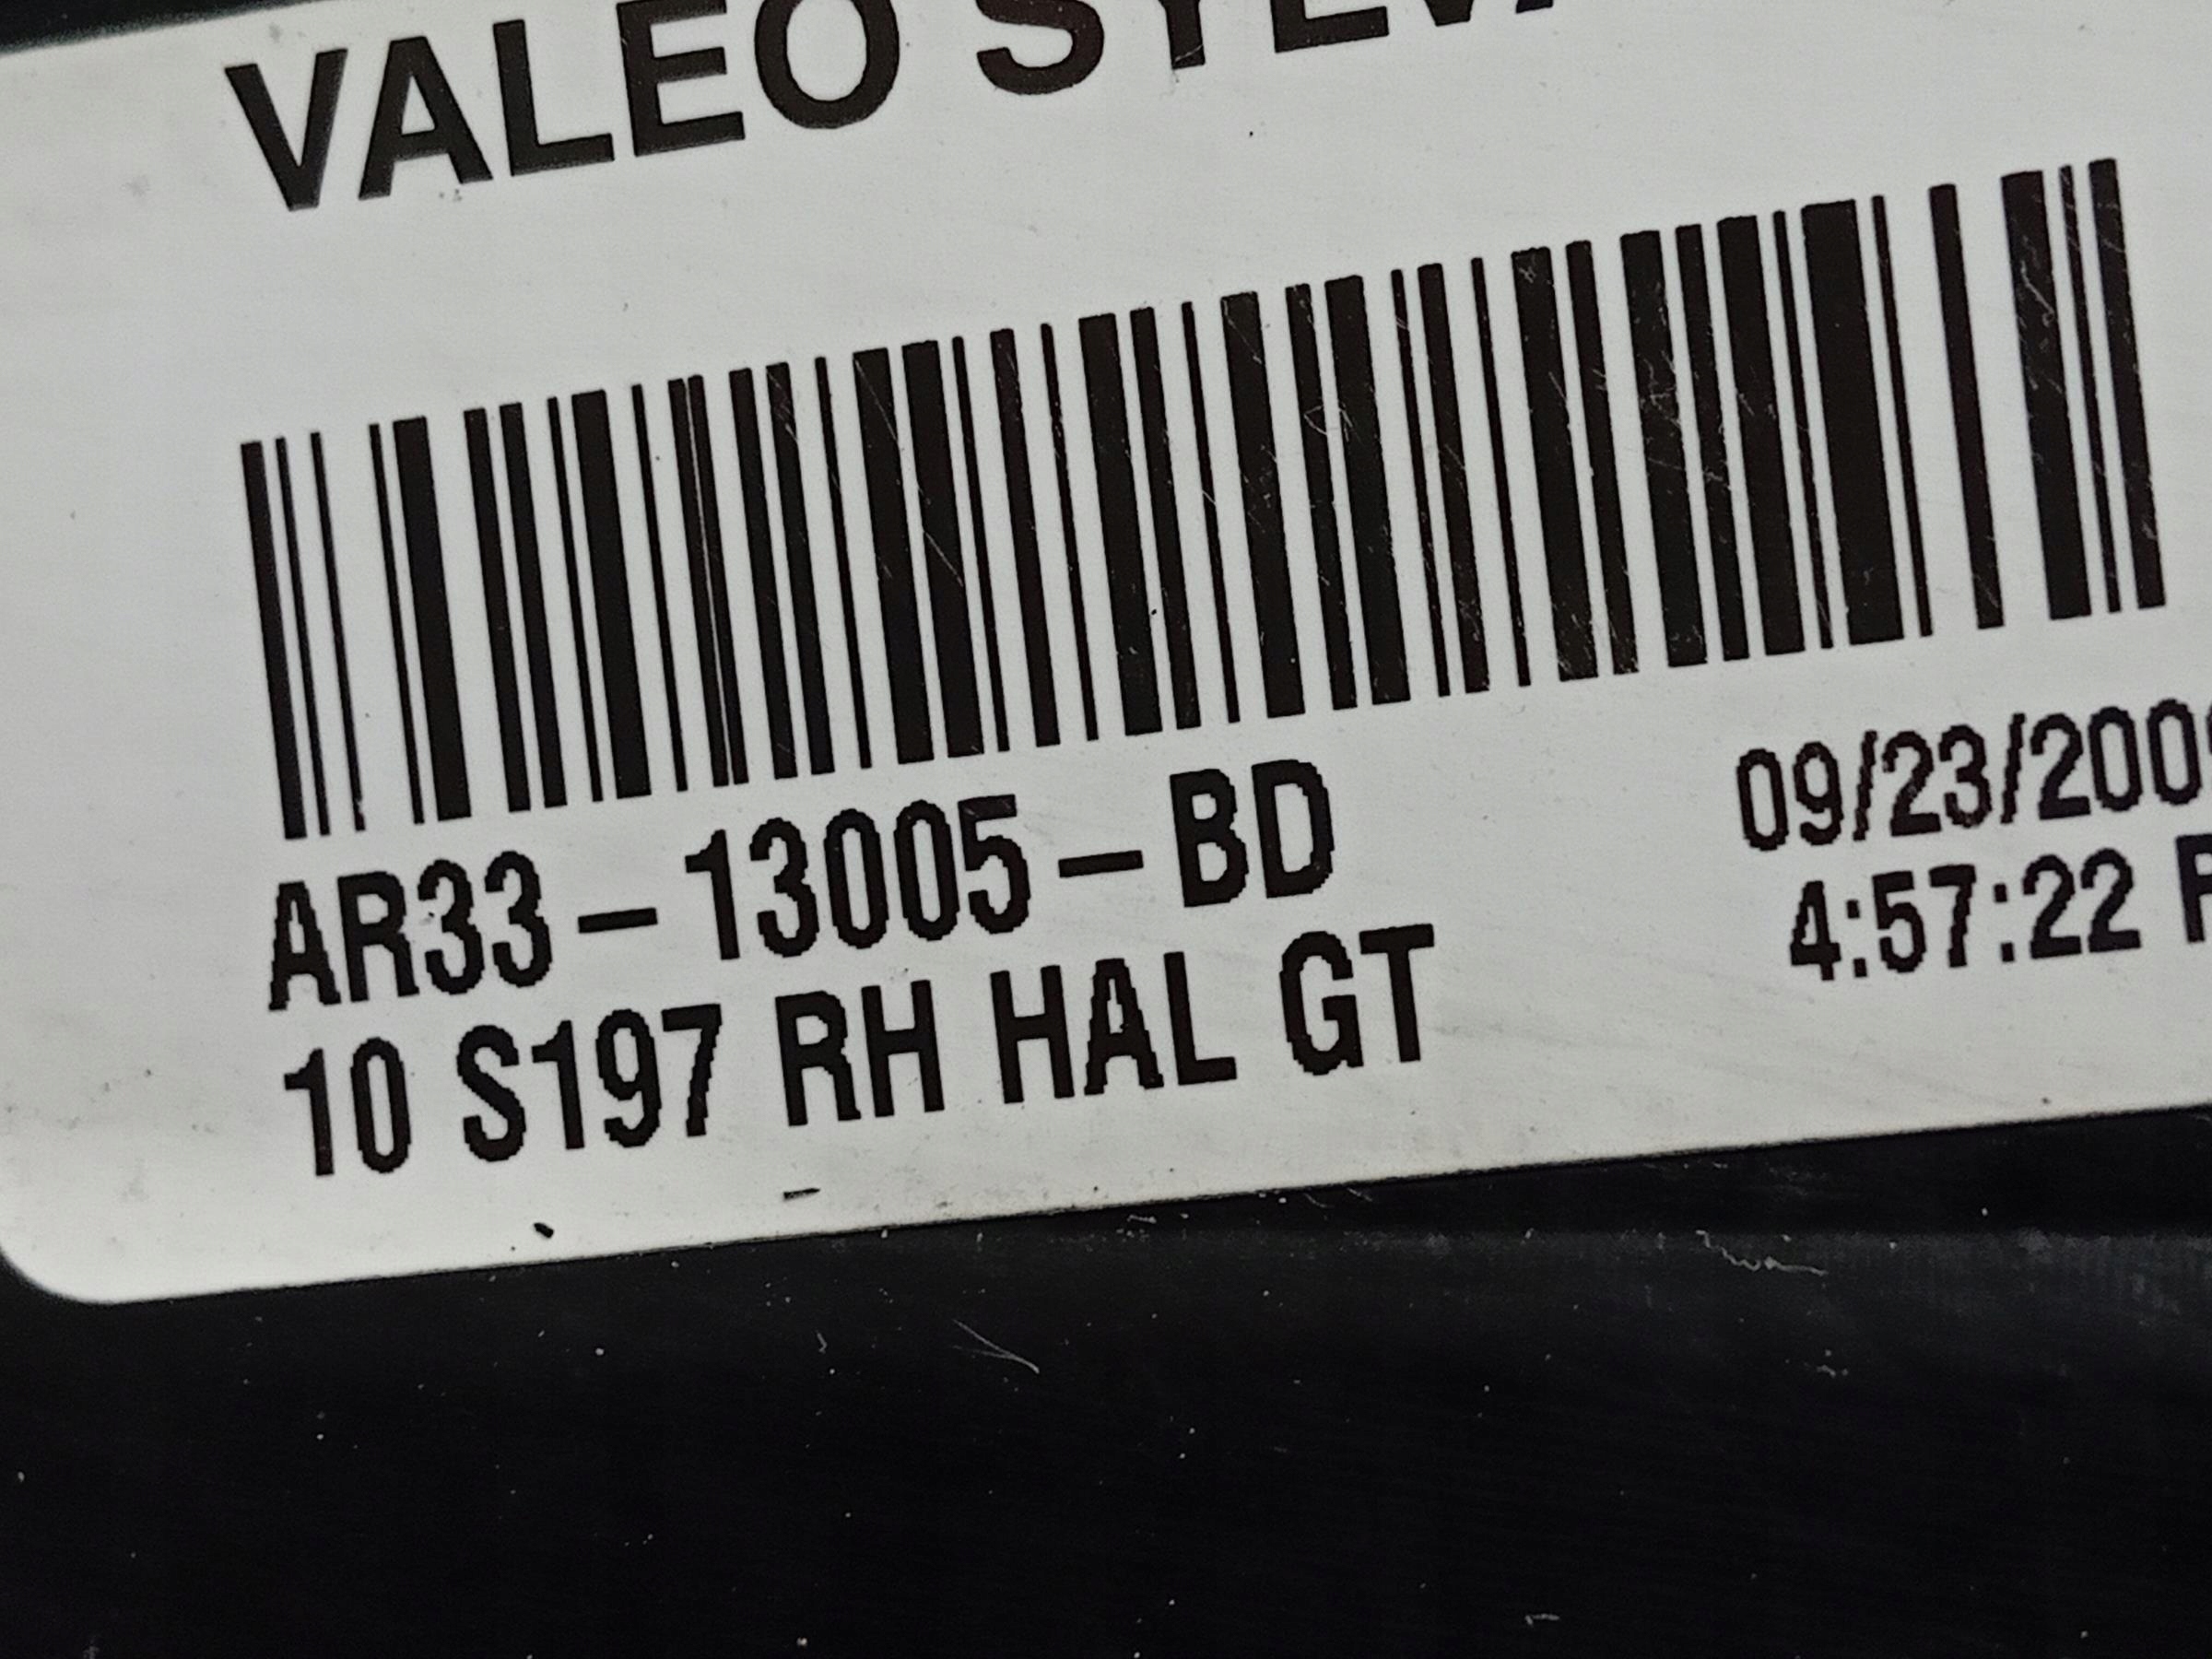 VALEO
AR33-13005-BD
09/23/200
10 S197 RH HAL GT
4:57:22